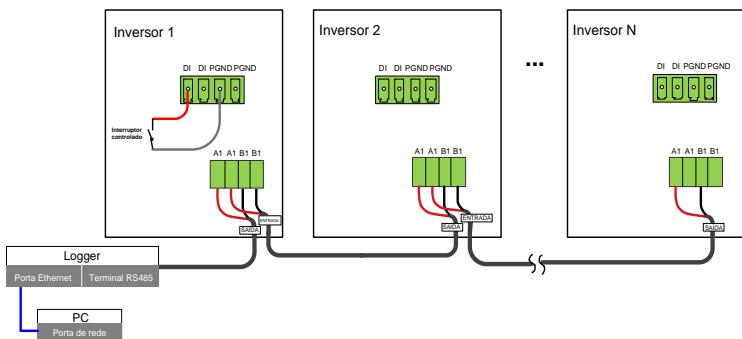 Inversor 1
DI DI PGND PGND
Interruptor
controlado
A1 A1 B1 B1
ENTRADA
SAÍDA
Inversor 2
DI DI PGND PGND
A1 A1 B1 B1
ENTRADA
SAÍDA
...
Inversor N
DI DI PGND PGND
A1 A1 B1 B1
SAÍDA
Logger
Porta Ethernet
Terminal RS485
PC
Porta de rede